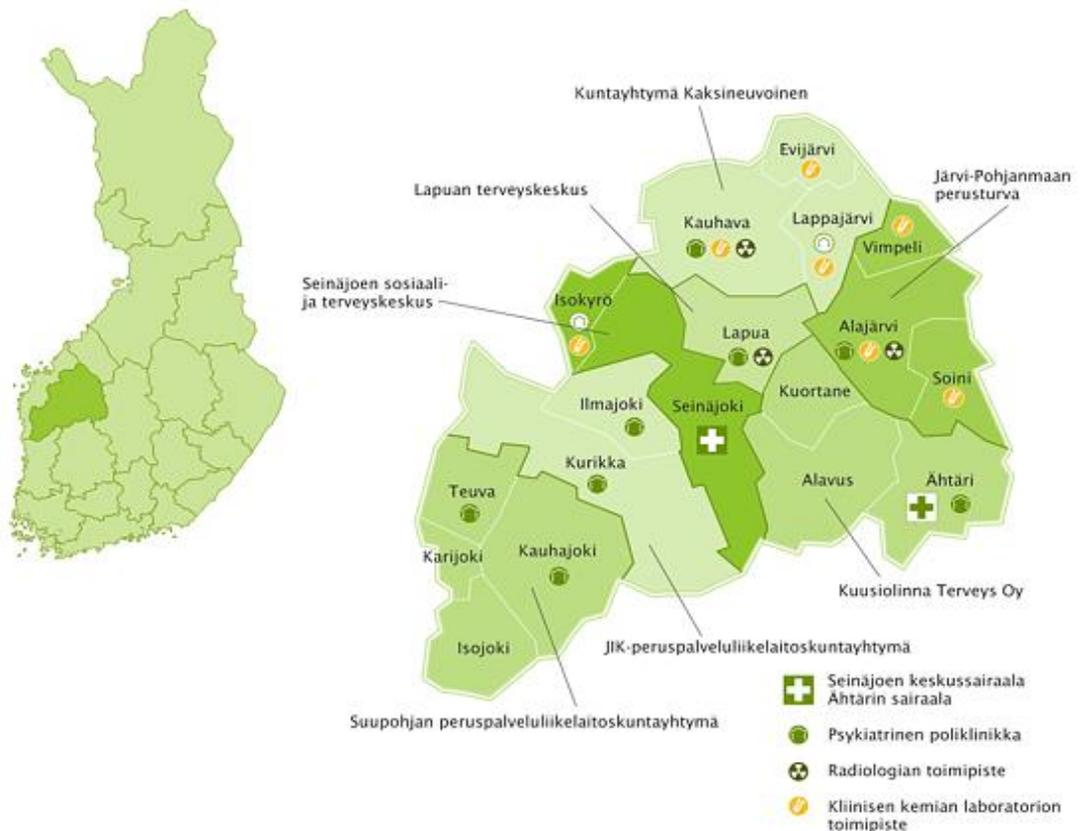 Kuntayhtymä Kaksineuvoinen
Evijärvi
Järvi-Pohjanmaan
perusturva
Lapuan terveyskeskus
Kauhava
Lappajärvi
Vimpeli
Seinäjoen sosiaali-
ja terveyskeskus
Isokyrö
Lapua
Alajärvi
Soini
Kuortane
Ilmajoki
Seinäjoki
Kurikka
Alavus
Ähtäri
Teuva
Karijoki
Kauhajoki
Kuusiolinna Terveys Oy
Isojoki
JIK-peruspalveluliikelaitoskuntayhtymä
Suupohjan peruspalveluliikelaitoskuntayhtymä
Seinäjoen keskussairaala
Ähtärin sairaala
Psykiatrinen poliklinikka
Radiologian toimipiste
Kliinisen kemian laboratorion
toimipiste